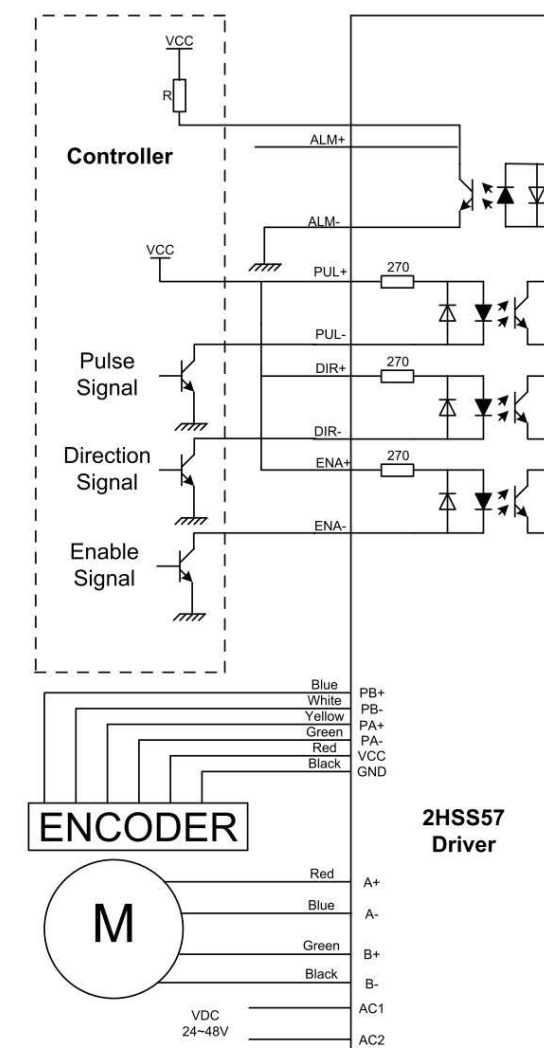 VCC
R
ALM+
Controller
ALM-
VCC
PUL+
270
PUL-
Pulse
Signal
DIR+
270
DIR-
Direction
Signal
ENA+
270
ENA-
Enable
Signal
Blue
PB+
White
PB-
Yellow
PA+
Green
PA-
Red
VCC
Black
GND
ENCODER
2HSS57
Driver
M
Red
A+
Blue
A-
Green
B+
Black
B-
VDC
24~48V
AC1
AC2